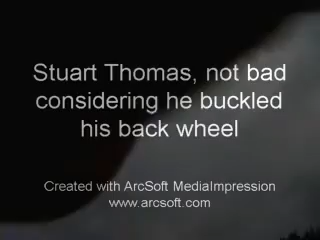 Stuart Thomas, not bad
considering he buckled
his back wheel
Created with ArcSoft MediaImpression
www.arcsoft.com